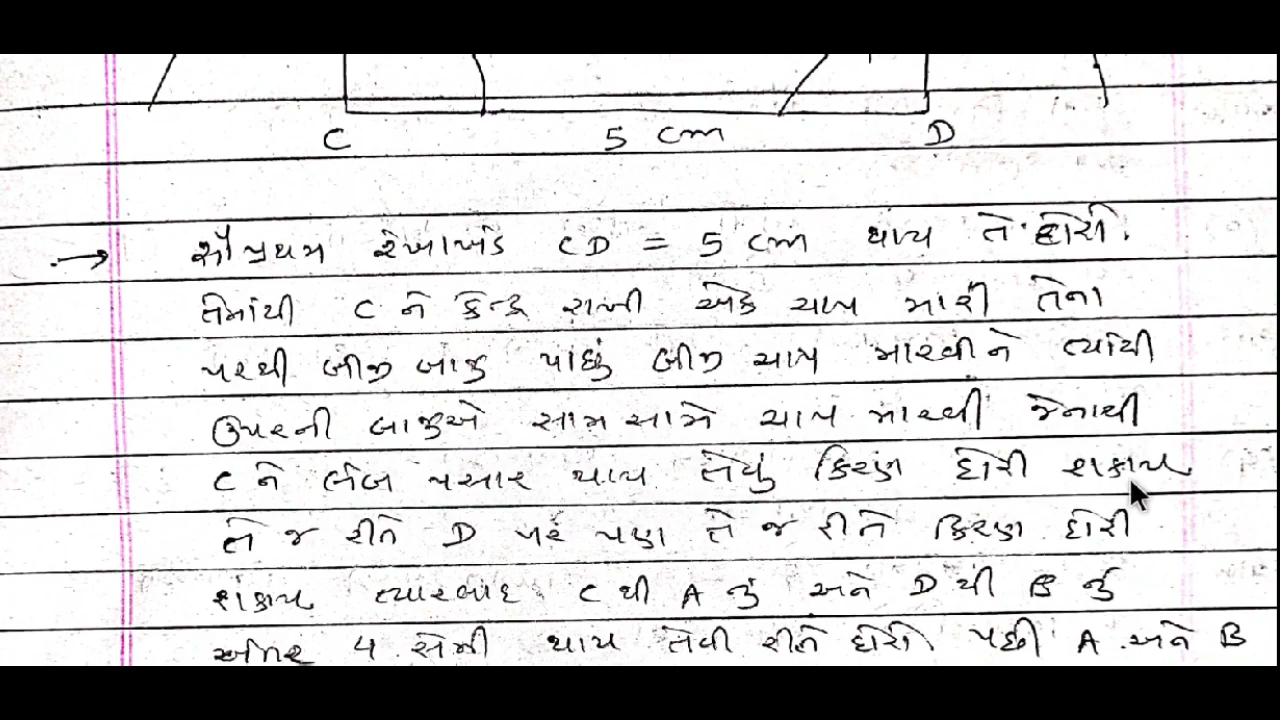 C 5 cm D
સૌપ્રથમ રેખાખંડ CD = 5 cm થાય તે દોરો.
તેમાંથી C ને કેન્દ્ર રાખી એક ચાપ મારી તેના
પરથી બીજી બાજુ પાછું બીજી ચાપ મારવી ને ત્યાંથી
ઉપરની બાજુએ સામ સામે ચાપ મારવી જેનાથી
C ને લંબ પસાર થાય તેવું કિરણ દોરી શકાય
તે જ રીતે D પર પણ તે જ રીતે કિરણ દોરી
શકાય ત્યારબાદ C થી A નું અને D થી B નું
અંતર 4 સેમી થાય તેવી રીતે દોરો પછી A અને B